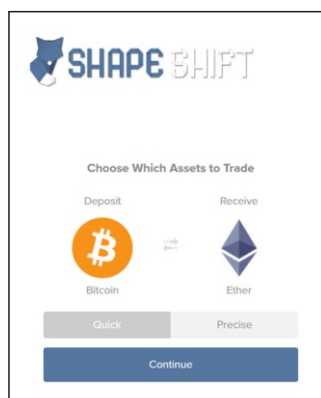 SHAPESHIFT
Choose Which Assets to Trade
Deposit Receive
Bitcoin Ether
Quick Precise
Continue